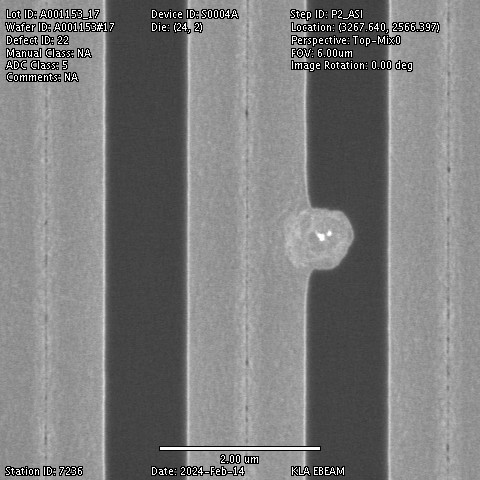 Lot ID: A001153_17
Wafer ID: A001153#17
Defect ID: 22
Manual Class: NA
ADC Class: 5
Comments: NA
Device ID: S0004A
Die: (24, 2)
Step ID: P2_ASI
Location: (3267.640, 2566.397)
Perspective: Top-Mix0
FOV: 6.00um
Image Rotation: 0.00 deg
2.00 um
Station ID: 7236
Date: 2024-Feb-14
KLA EBEAM